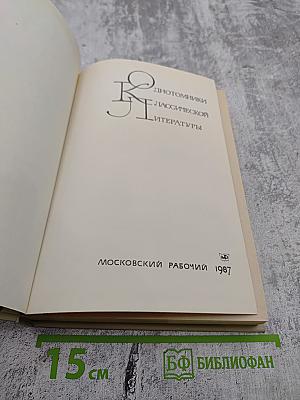 ОДНОТОМНИКИ
КЛАССИЧЕСКОЙ
ЛИТЕРАТУРЫ
МОСКОВСКИЙ РАБОЧИЙ 1987
15 СМ
БФ БИБЛИОФАН